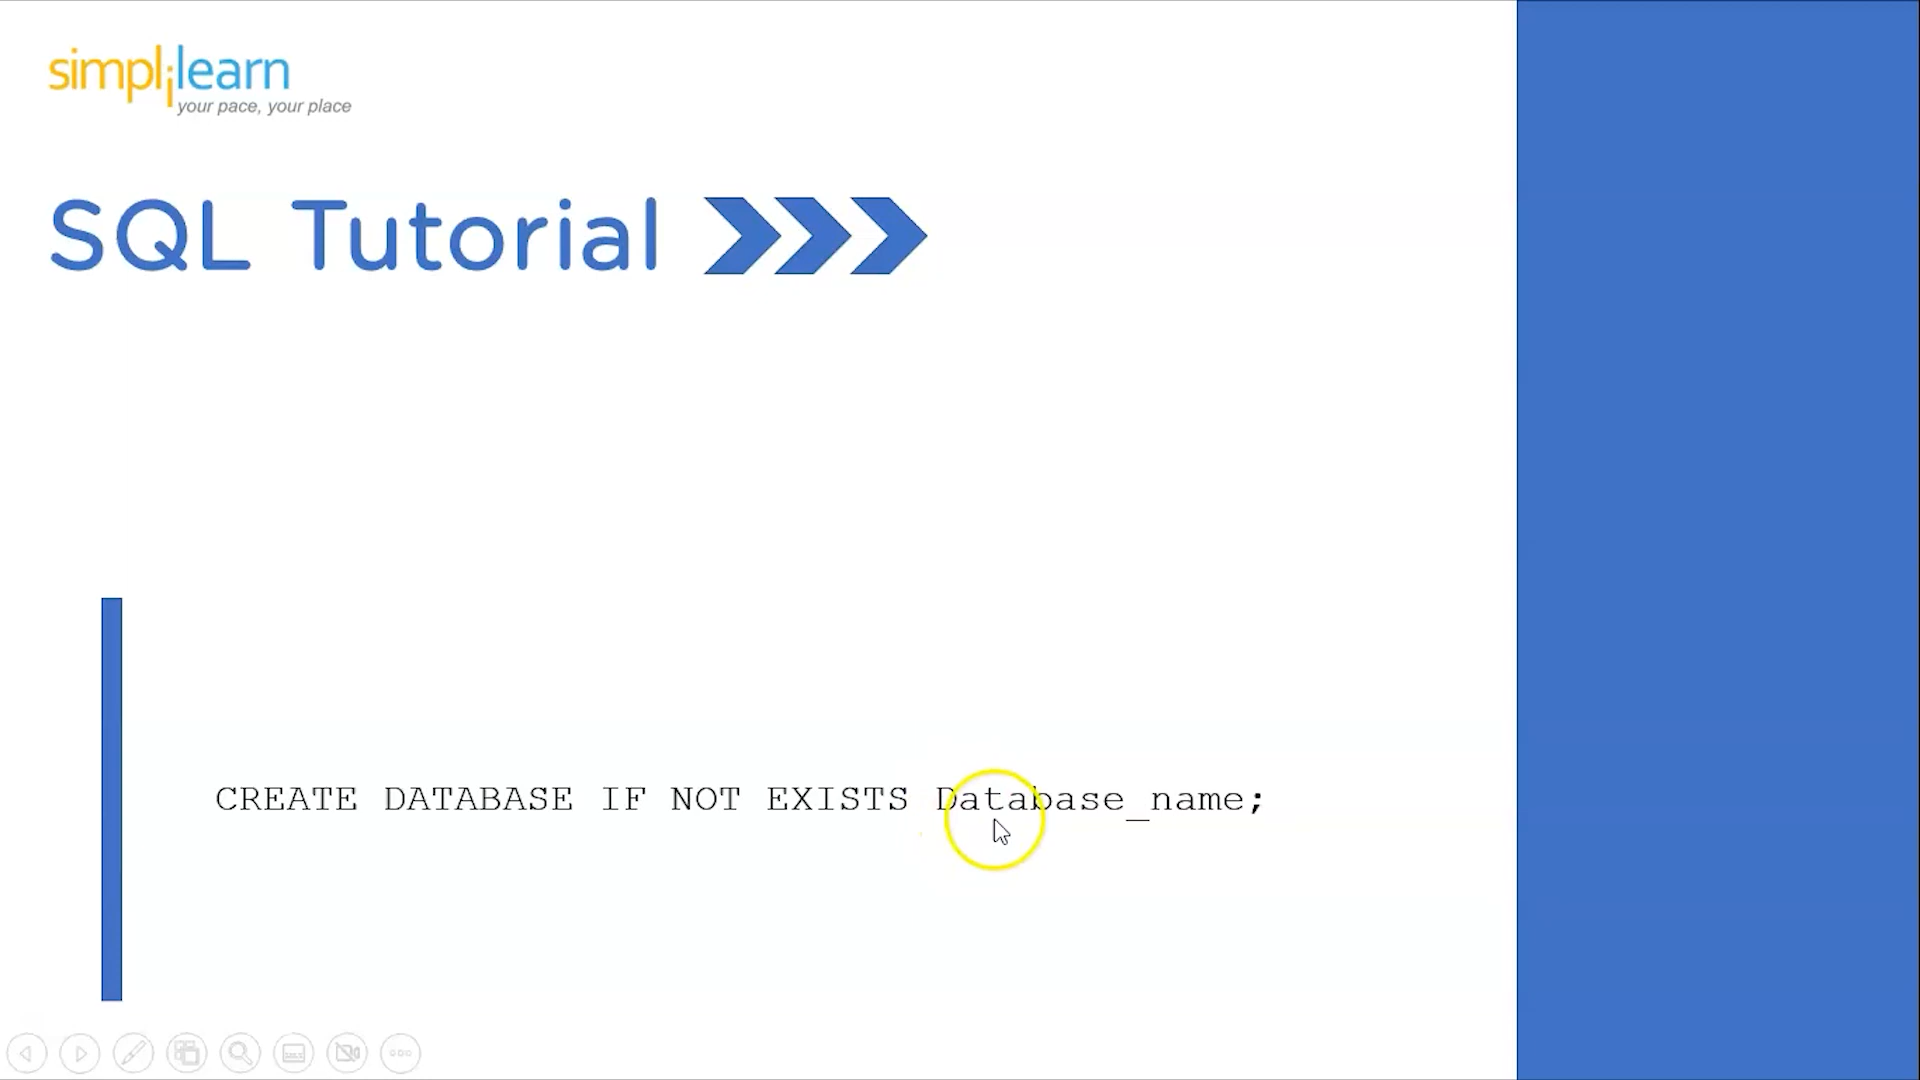 simplilearn
your pace, your place
SQL Tutorial
CREATE DATABASE IF NOT EXISTS Database_name;